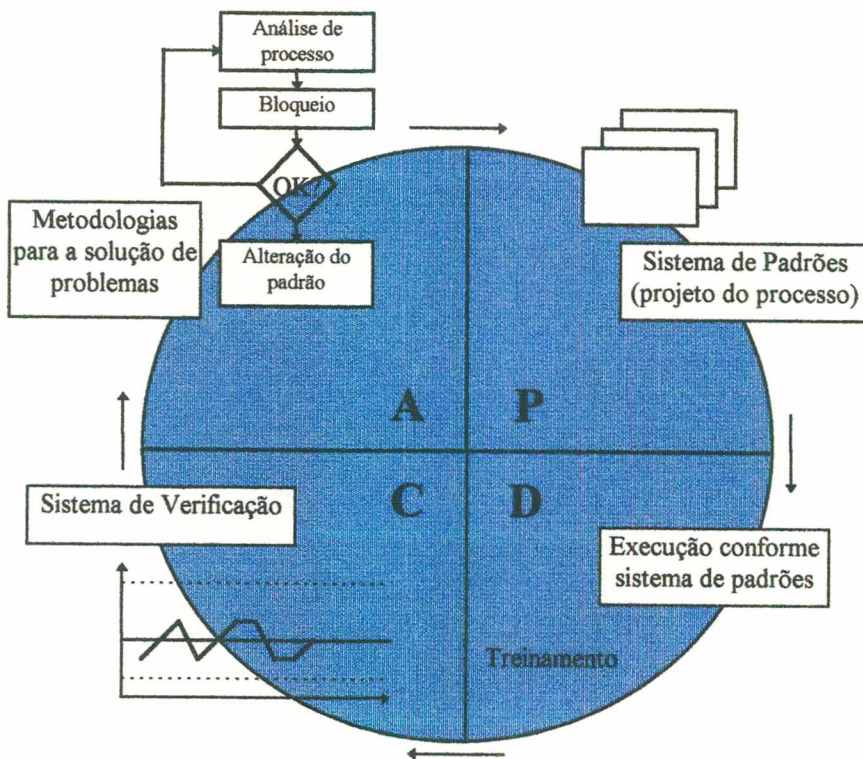 Análise de
processo
Bloqueio
OK?
Alteração do
padrão
Metodologias
para a solução de
problemas
Sistema de Padrões
(projeto do processo)
A
P
C
D
Sistema de Verificação
Execução conforme
sistema de padrões
Treinamento